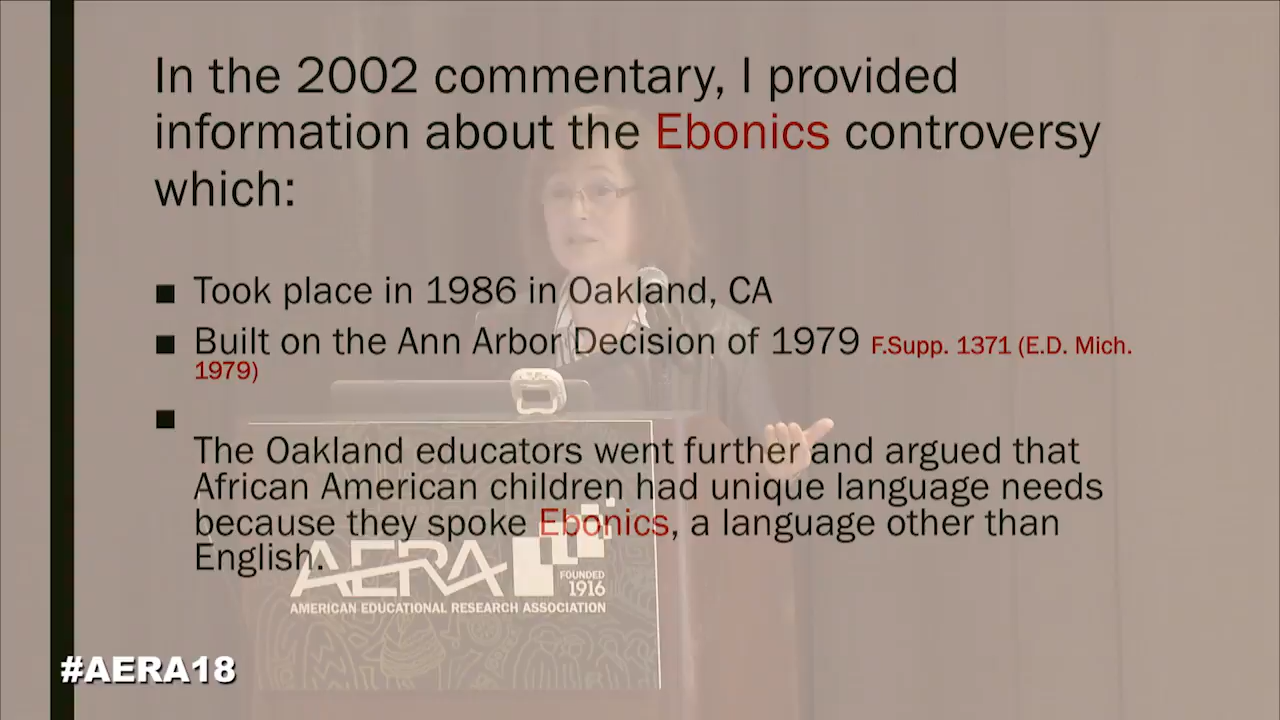 In the 2002 commentary, I provided
information about the Ebonics controversy
which:
■ Took place in 1986 in Oakland, CA
■ Built on the Ann Arbor Decision of 1979 F.Supp. 1371 (E.D. Mich.
1979)
■
The Oakland educators went further and argued that
African American children had unique language needs
because they spoke Ebonics, a language other than
English.
AERA
FOUNDED
1916
AMERICAN EDUCATIONAL RESEARCH ASSOCIATION
#AERA18